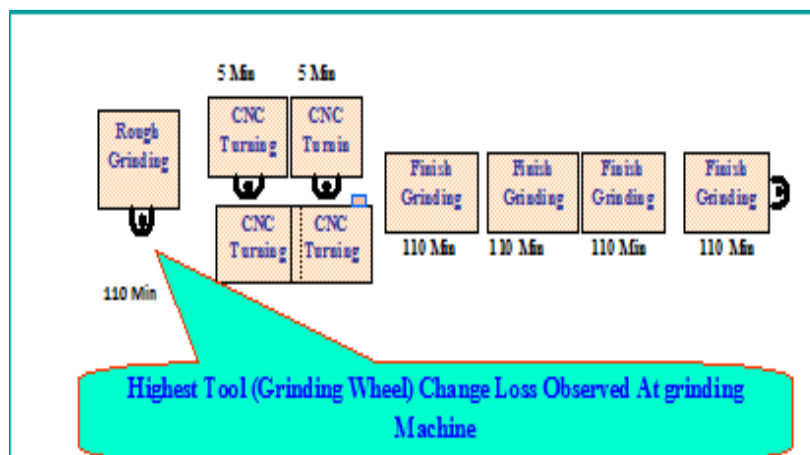 5 Min
5 Min
Rough
Grinding
CNC
Turning
CNC
Turnin
Finish
Grinding
Finish
Grinding
Finish
Grinding
Finish
Grinding
CNC
Turning
CNC
Turning
110 Min
110 Min
110 Min
110 Min
110 Min
Highest Tool (Grinding Wheel) Change Loss Observed At grinding
Machine